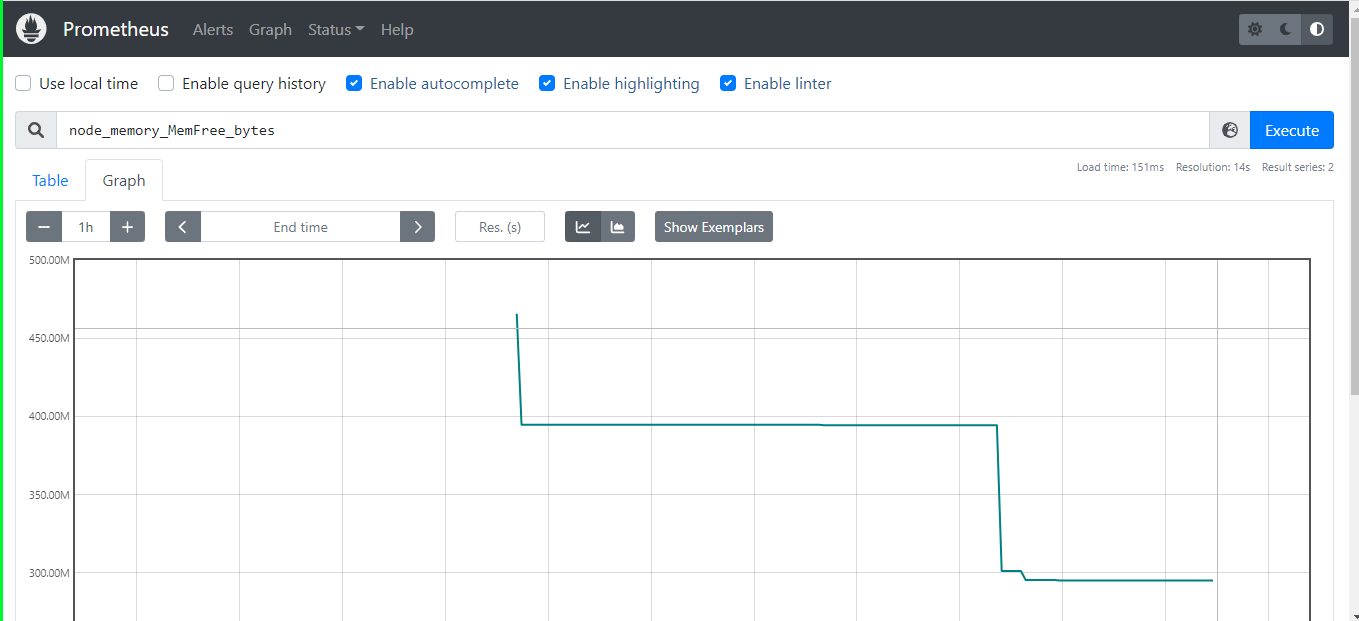 Prometheus Alerts Graph Status Help
Use local time Enable query history Enable autocomplete Enable highlighting Enable linter
node_memory_MemFree_bytes Execute
Table Graph Load time: 151ms Resolution: 14s Result series: 2
1h End time Res. (s) Show Exemplars
500.00M
450.00M
400.00M
350.00M
300.00M